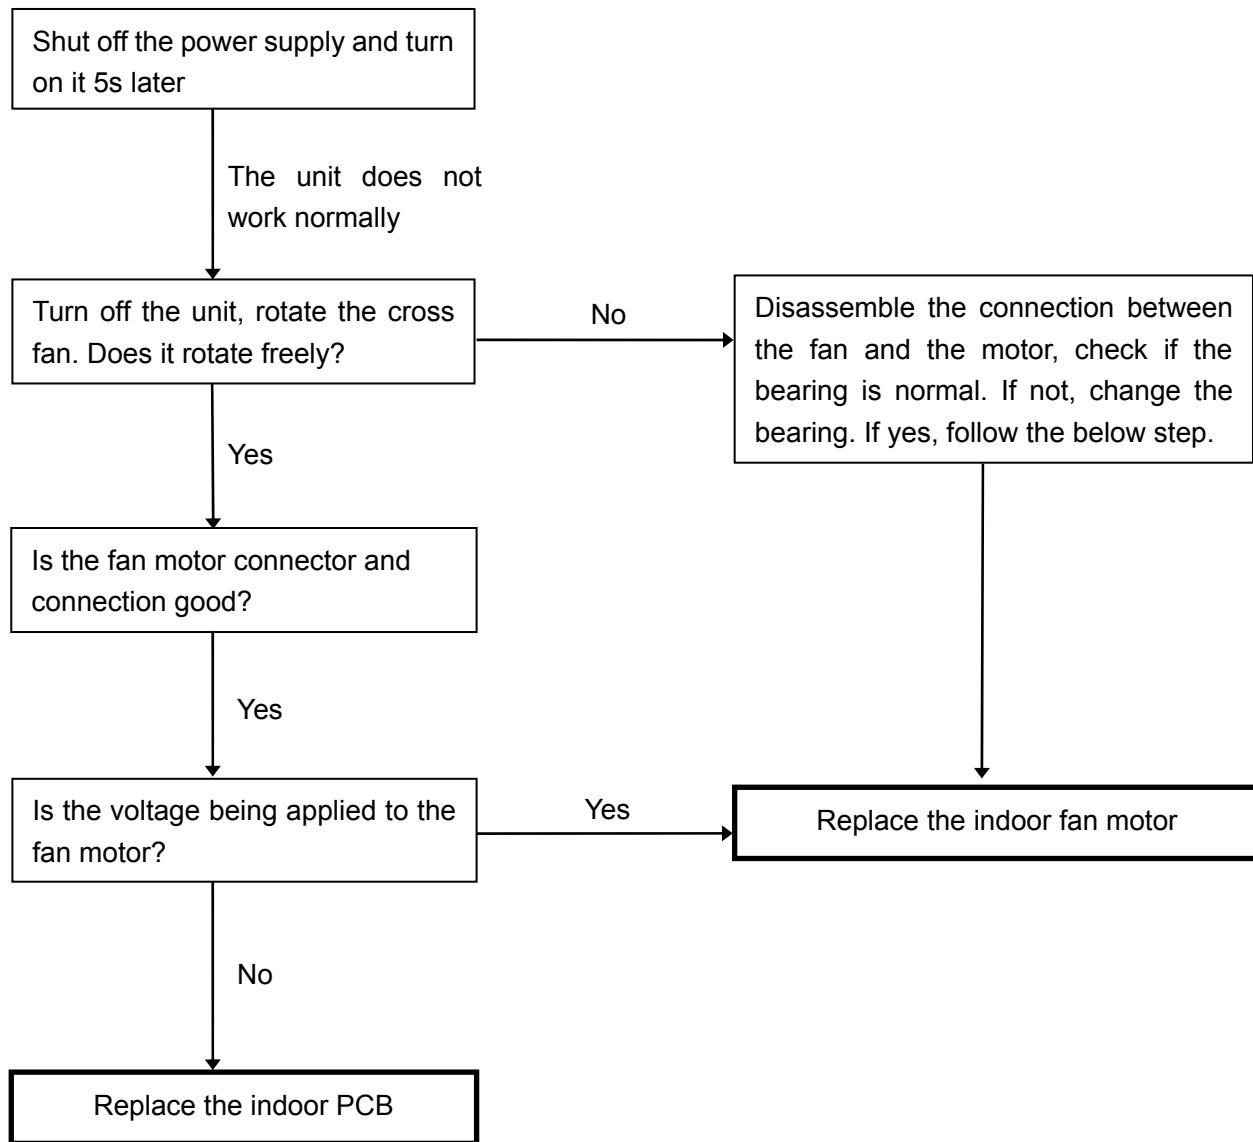 Shut off the power supply and turn
on it 5s later
The unit does not
work normally
Turn off the unit, rotate the cross
fan. Does it rotate freely?
No
Disassemble the connection between
the fan and the motor, check if the
bearing is normal. If not, change the
bearing. If yes, follow the below step.
Yes
Is the fan motor connector and
connection good?
Yes
Is the voltage being applied to the
fan motor?
Yes
Replace the indoor fan motor
No
Replace the indoor PCB